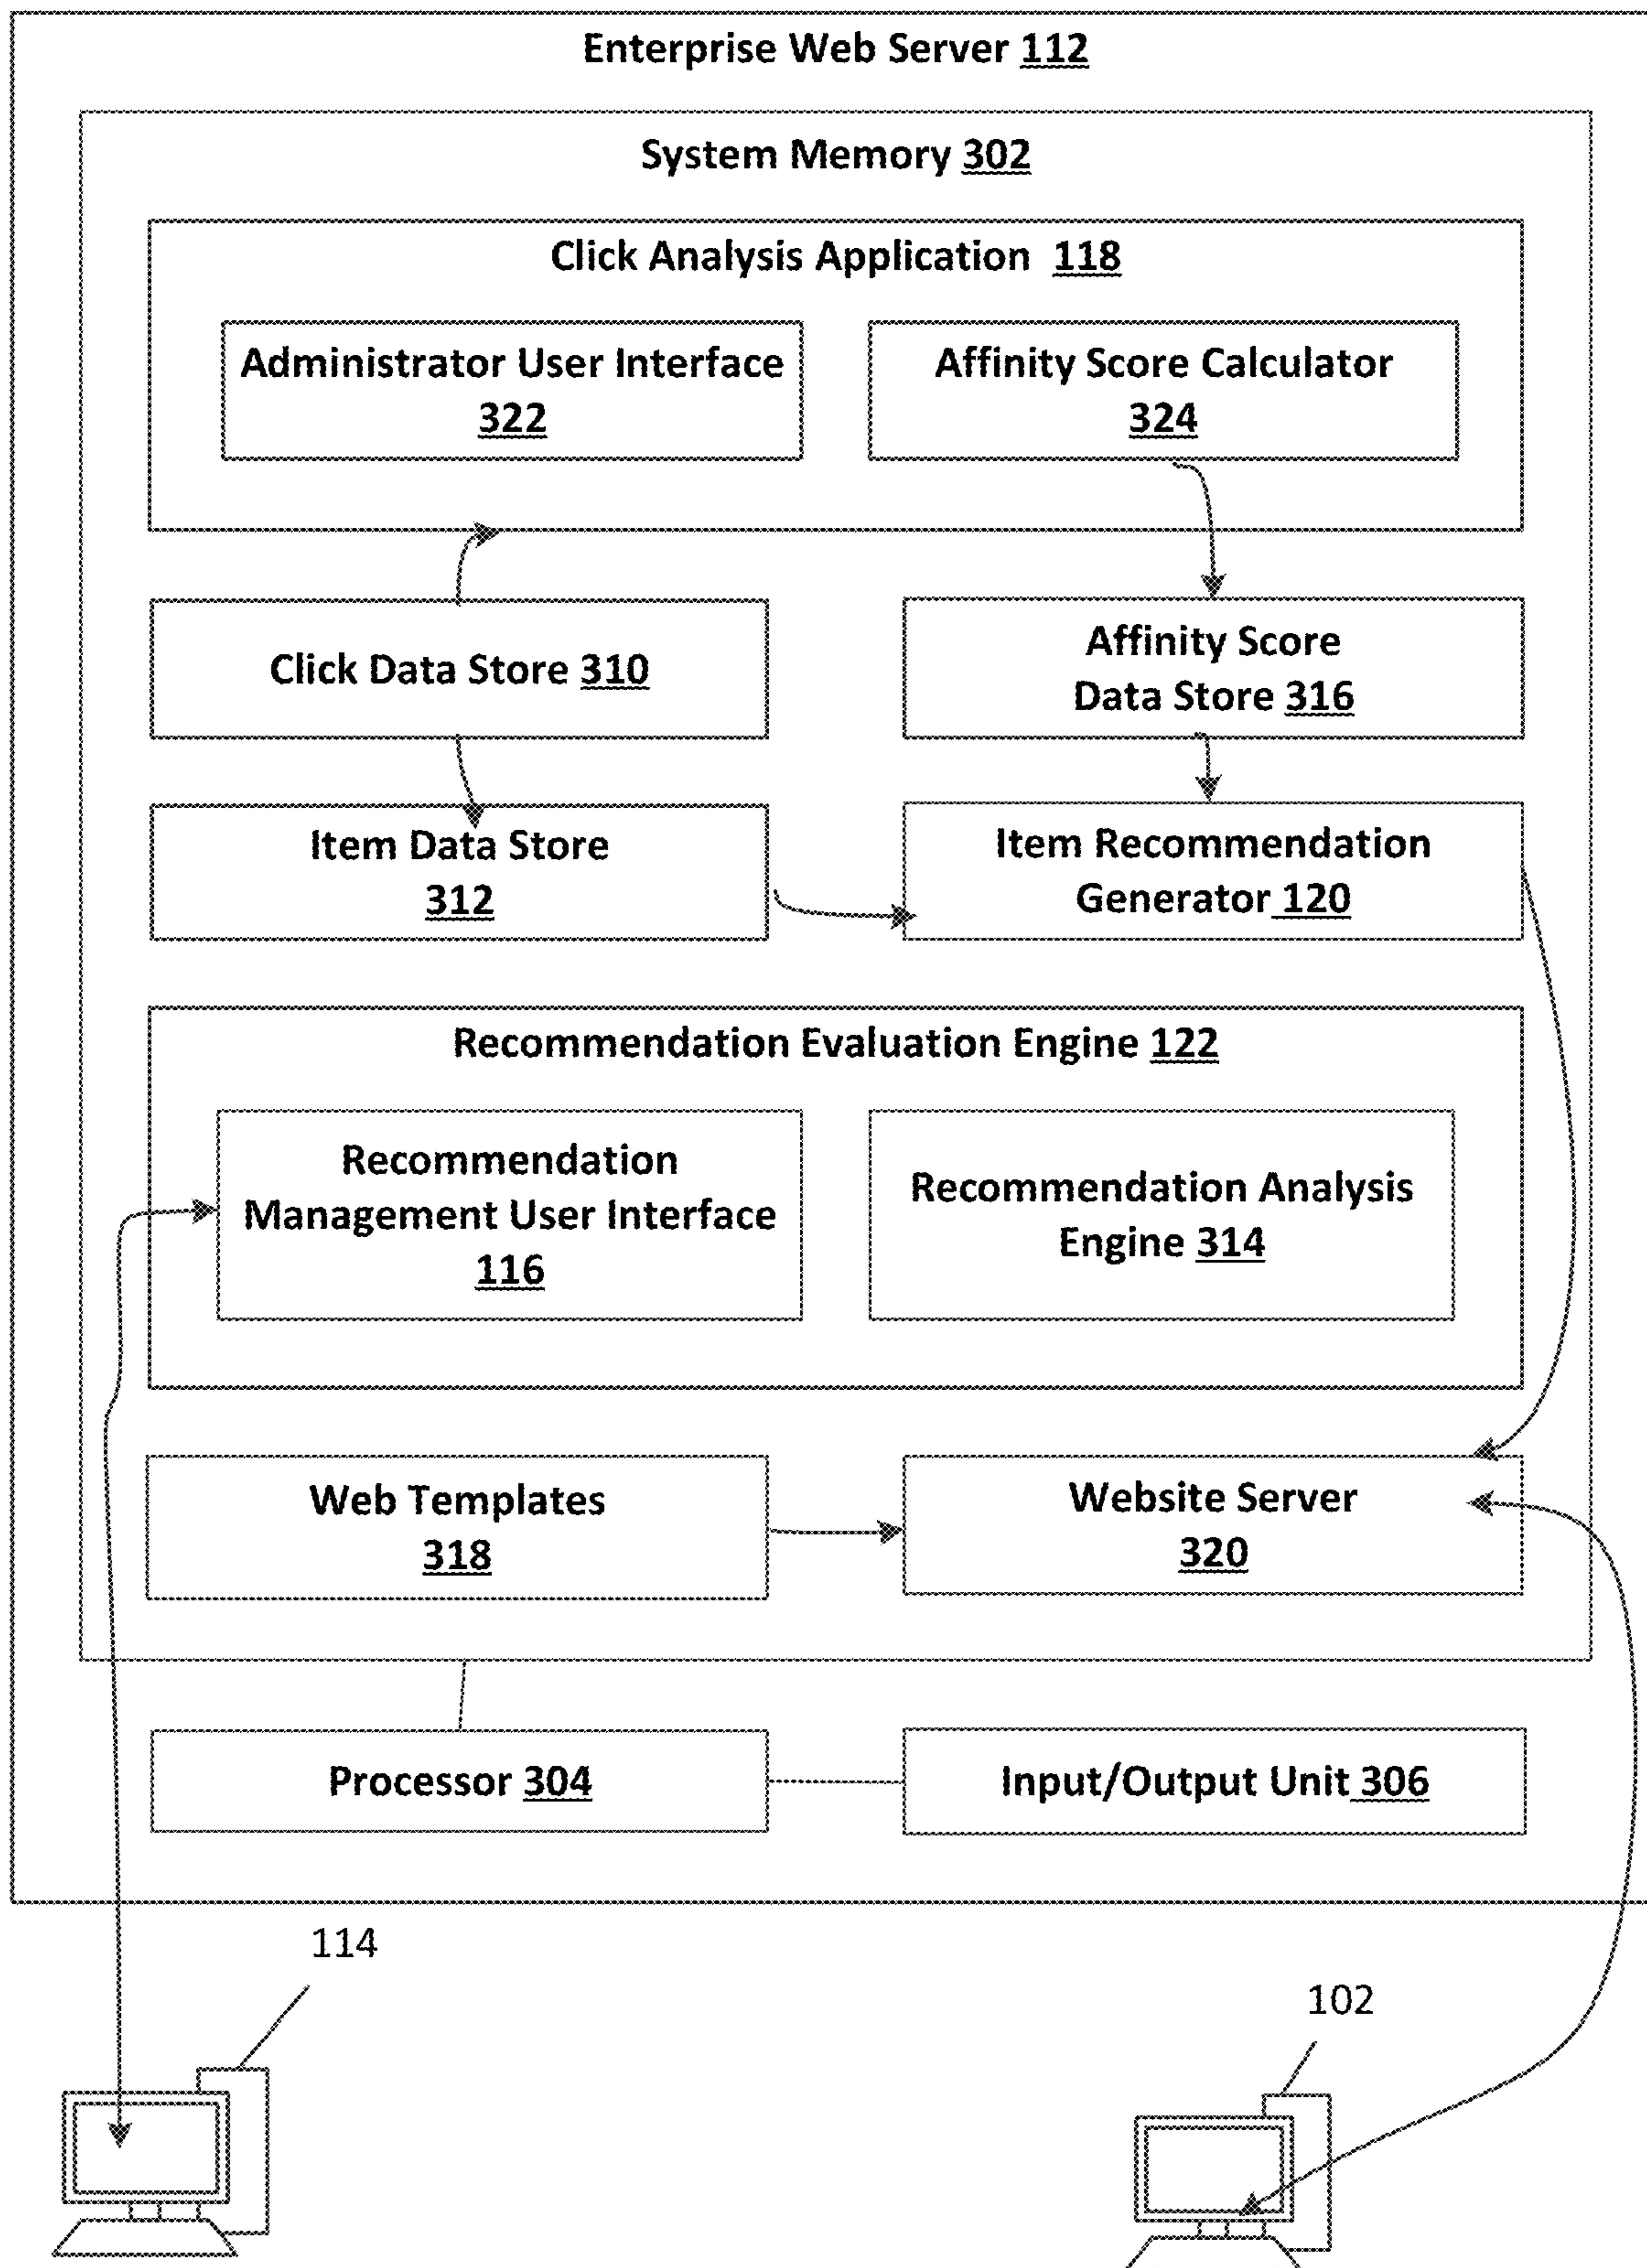 Enterprise Web Server 112
System Memory 302
Click Analysis Application 118
Administrator User Interface
322
Affinity Score Calculator
324
Click Data Store 310
Affinity Score
Data Store 316
Item Data Store
312
Item Recommendation
Generator 120
Recommendation Evaluation Engine 122
Recommendation
Management User Interface
116
Recommendation Analysis
Engine 314
Web Templates
318
Website Server
320
Processor 304
Input/Output Unit 306
114
102